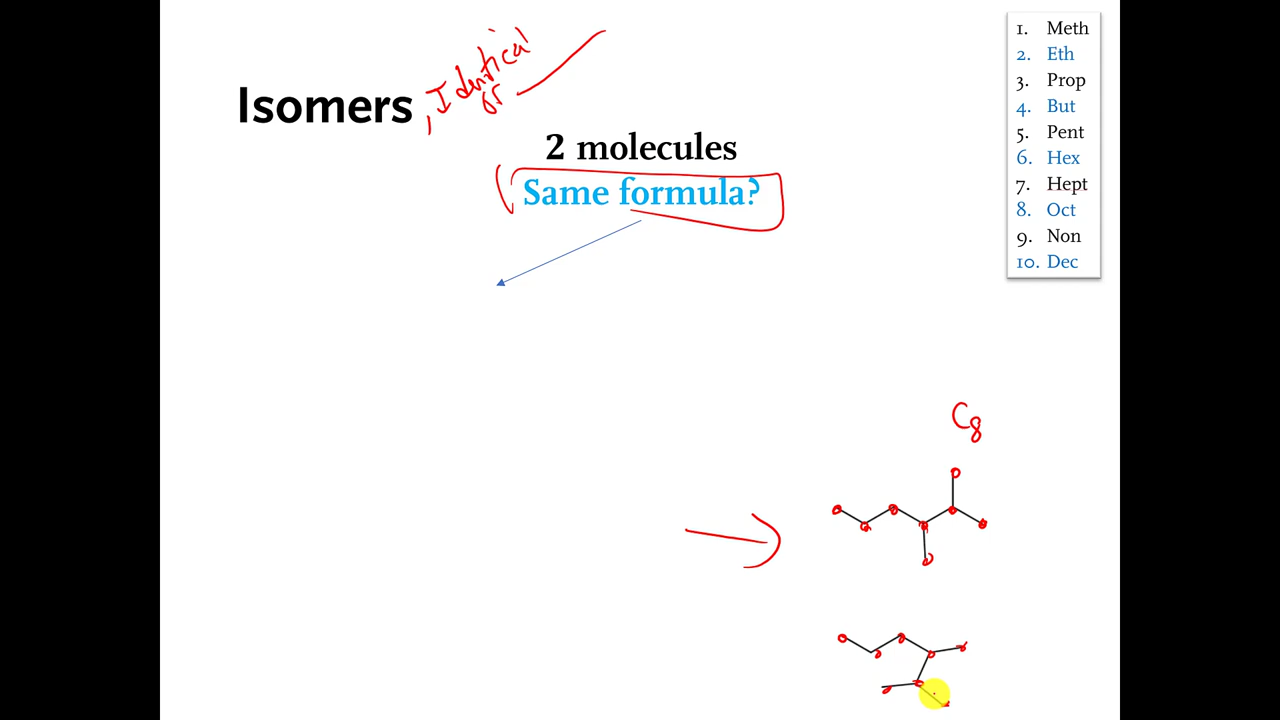 Isomers
, Identical
or
2 molecules
Same formula?
1. Meth
2. Eth
3. Prop
4. But
5. Pent
6. Hex
7. Hept
8. Oct
9. Non
10. Dec
C8